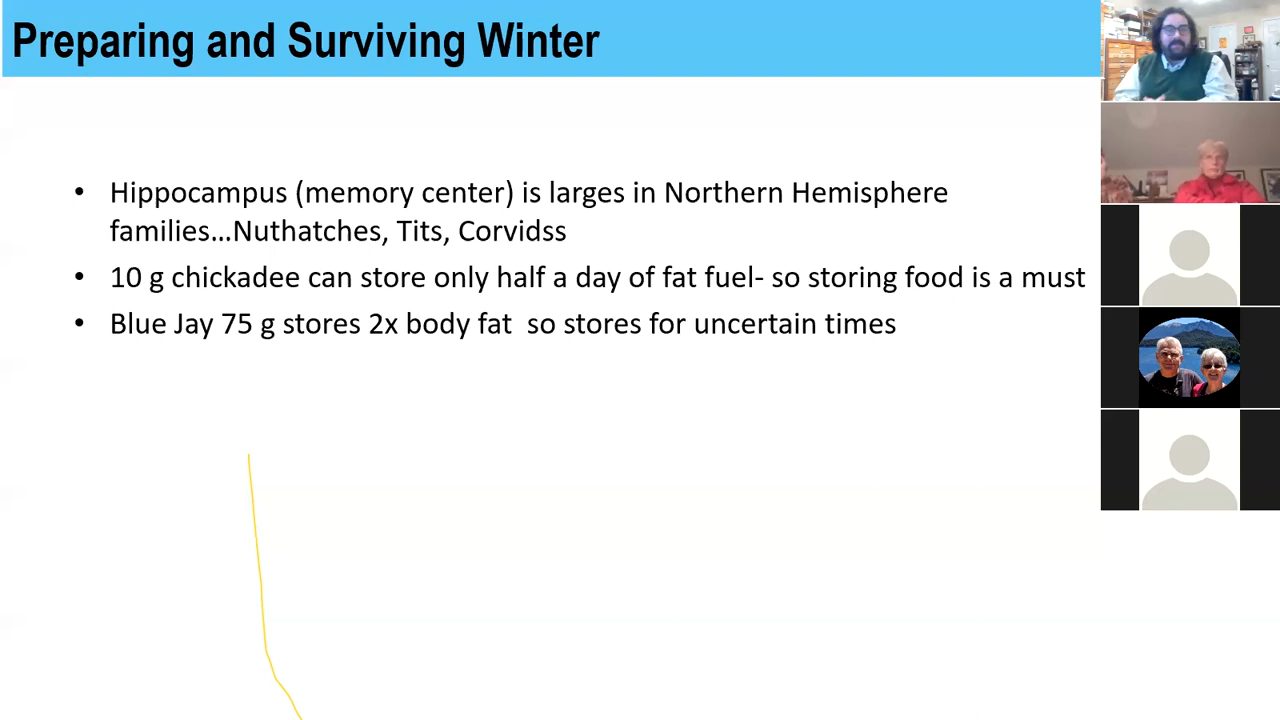 Preparing and Surviving Winter
• Hippocampus (memory center) is larges in Northern Hemisphere
families...Nuthatches, Tits, Corvidss
• 10 g chickadee can store only half a day of fat fuel- so storing food is a must
• Blue Jay 75 g stores 2x body fat  so stores for uncertain times